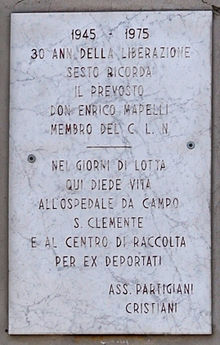 1945 - 1975
30 ANNI DELLA LIBERAZIONE
SESTO RICORDA
IL PREVOSTO
DON ENRICO MAPELLI
MEMBRO DEL C. L. N.
NEI GIORNI DI LOTTA
QUI DIEDE VITA
ALL'OSPEDALE DA CAMPO
S. CLEMENTE
E AL CENTRO DI RACCOLTA
PER EX DEPORTATI
ASS. PARTIGIANI
CRISTIANI